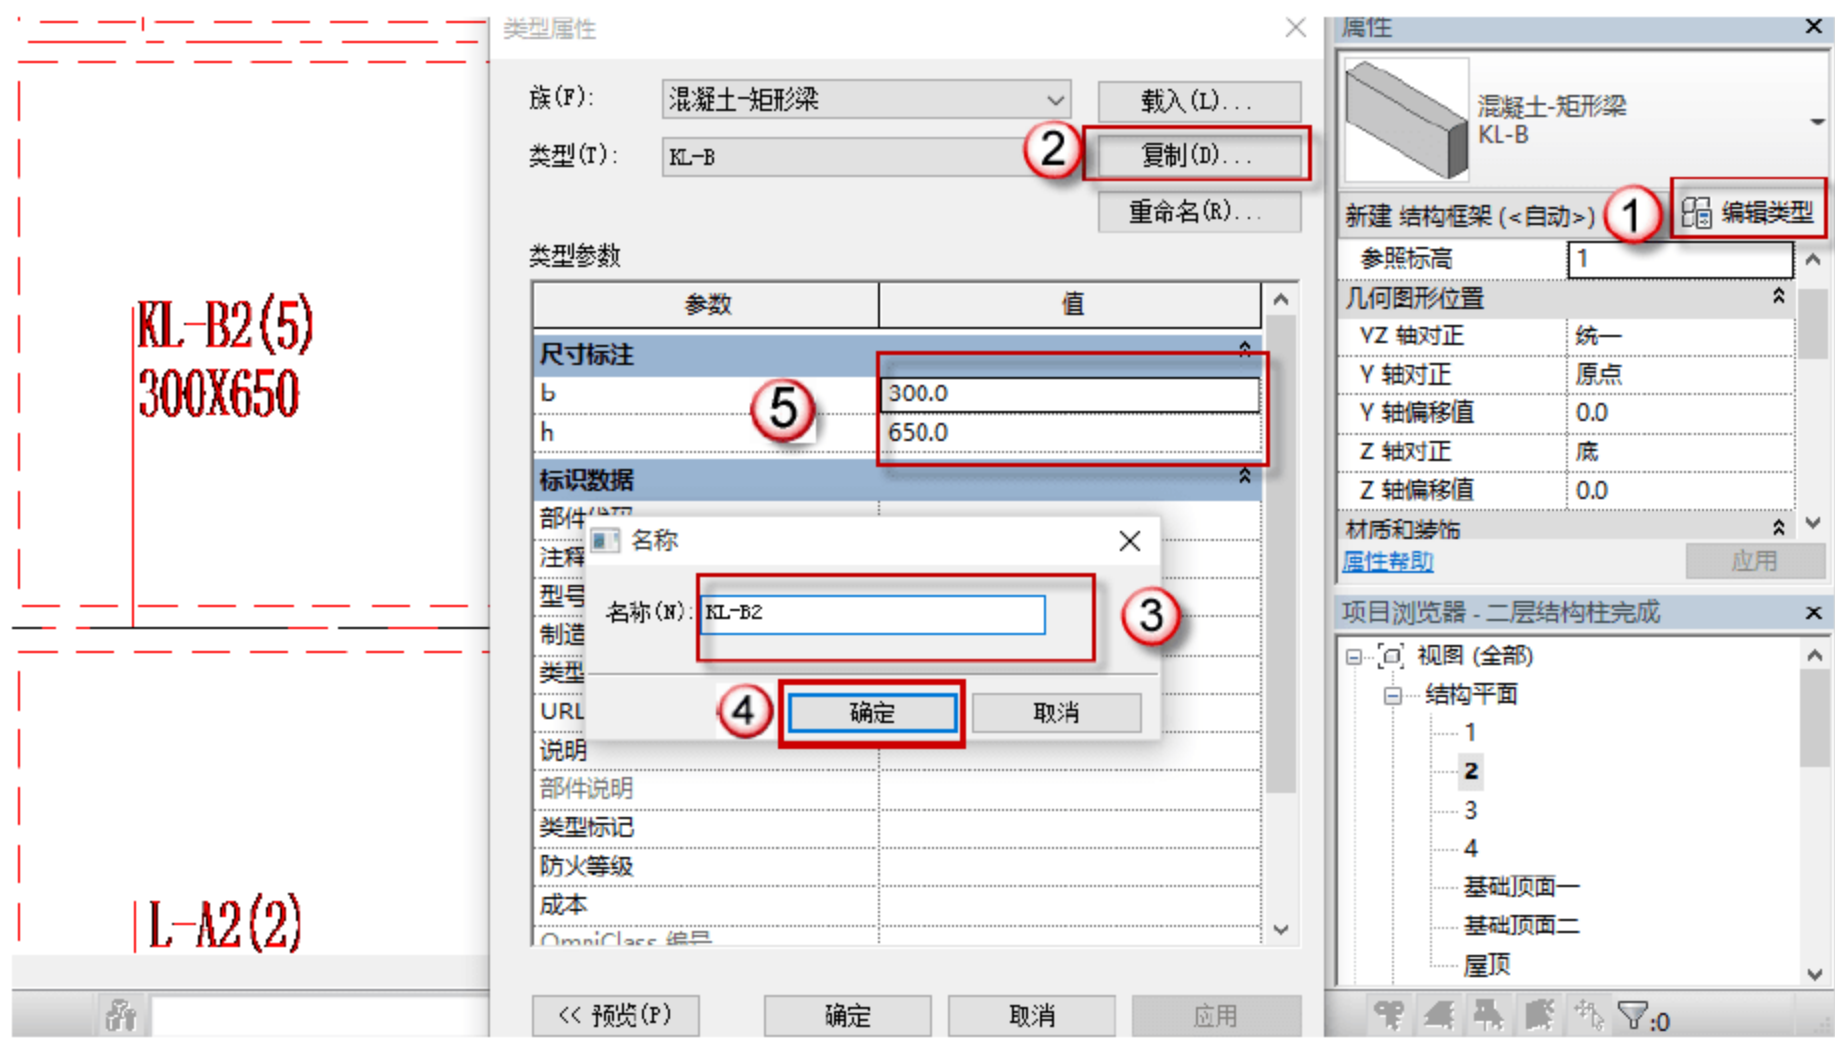 KL-B2(5)
300X650
L-A2(2)
类型属性
族(F):
混凝土-矩形梁
载入(L)...
类型(T):
KL-B
2
复制(D)...
重命名(R)...
类型参数
参数
值
尺寸标注
b
300.0
5
h
650.0
标识数据
部件代码
注释
型号
制造
类型
URL
说明
部件说明
类型标记
防火等级
成本
OmniClass 编号
名称
名称(N):
KL-B2
3
4
确定
取消
<< 预览(P)
确定
取消
应用
属性
混凝土-矩形梁
KL-B
新建 结构框架 (<自动>)
1
编辑类型
参照标高
1
几何图形位置
YZ 轴对正
统一
Y 轴对正
原点
Y 轴偏移值
0.0
Z 轴对正
底
Z 轴偏移值
0.0
材质和装饰
属性帮助
应用
项目浏览器 - 二层结构柱完成
视图 (全部)
结构平面
1
2
3
4
基础顶面一
基础顶面二
屋顶
:0